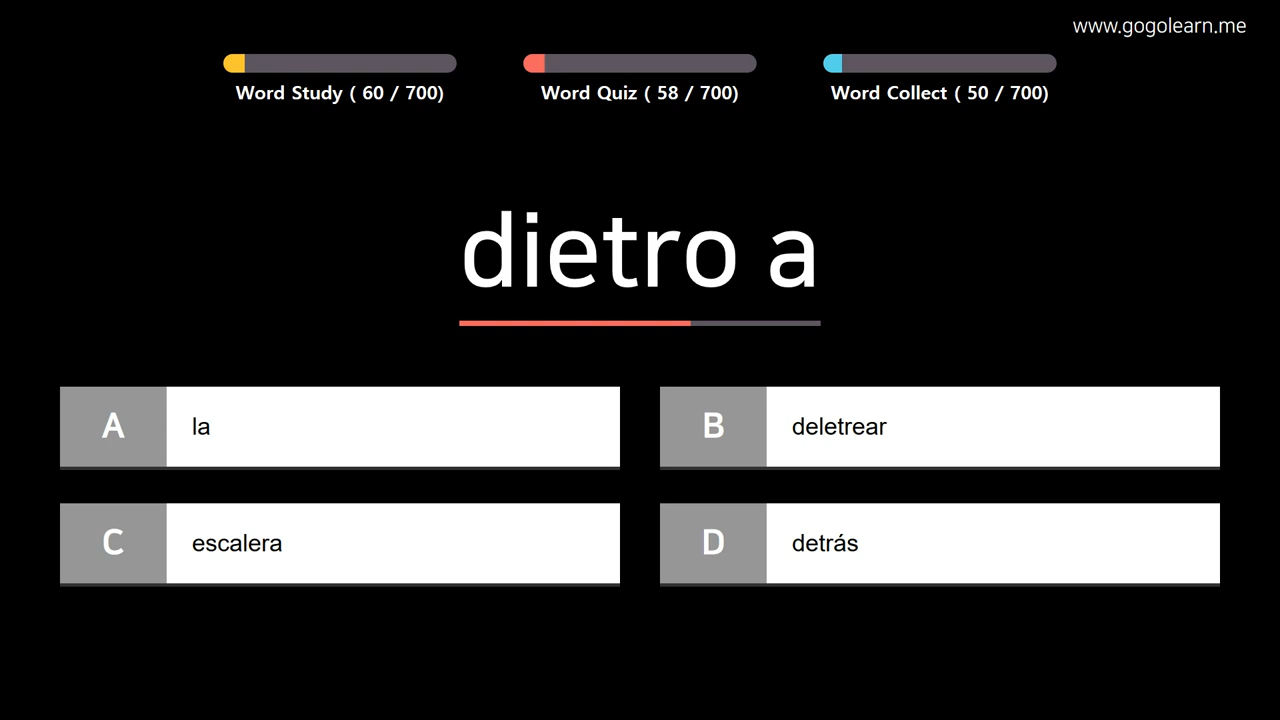 www.gogolearn.me
Word Study ( 60 / 700)
Word Quiz ( 58 / 700)
Word Collect ( 50 / 700)
dietro a
A la
B deletrear
C escalera
D detrás